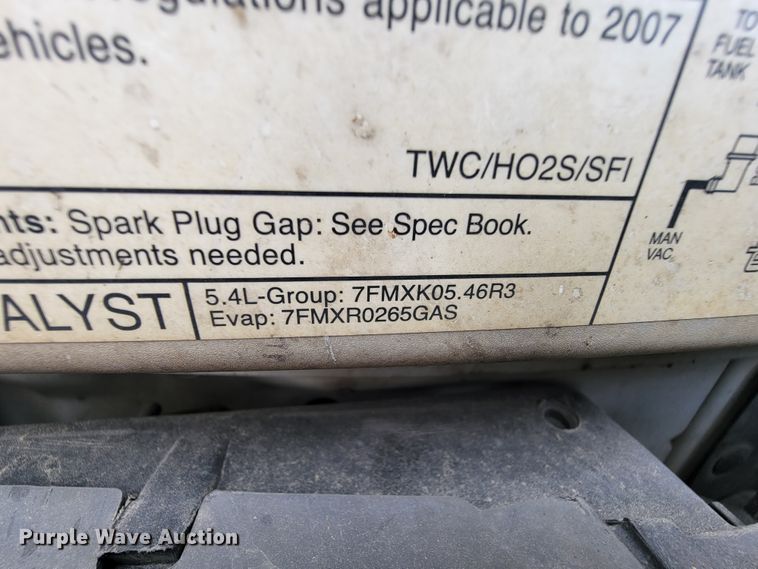 regulations applicable to 2007
vehicles.
TWC/HO2S/SFI
nts: Spark Plug Gap: See Spec Book.
adjustments needed.
ALYST
5.4L-Group: 7FMXK05.46R3
Evap: 7FMXR0265GAS
TO
FUEL
TANK
MAN
VAC
Purple Wave Auction